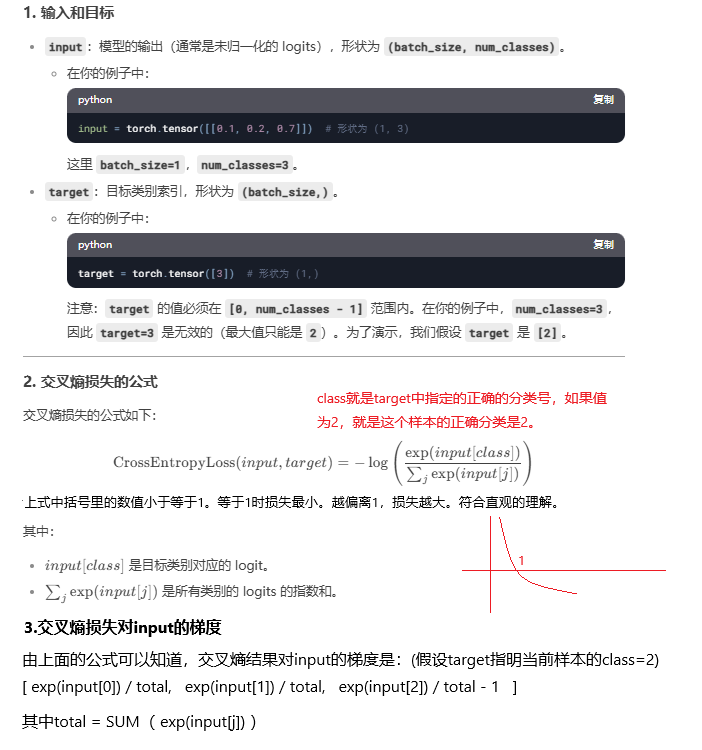 1. 输入和目标
• input：模型的输出（通常是未归一化的 logits），形状为 (batch_size, num_classes)。
◦ 在你的例子中：
python 复制
input = torch.tensor([[0.1, 0.2, 0.7]]) # 形状为 (1, 3)
这里 batch_size=1，num_classes=3。
• target：目标类别索引，形状为 (batch_size,)。
◦ 在你的例子中：
python 复制
target = torch.tensor([3]) # 形状为 (1,)
注意：target 的值必须在 [0, num_classes - 1] 范围内。在你的例子中，num_classes=3，
因此 target=3 是无效的（最大值只能是 2）。为了演示，我们假设 target 是 [2]。
2. 交叉熵损失的公式
class就是target中指定的正确的分类号，如果值
为2，就是这个样本的正确分类是2。
交叉熵损失的公式如下：
CrossEntropyLoss(input, target) = − log ( exp(input[class]) / ∑j exp(input[j]) )
上式中括号里的数值小于等于1。等于1时损失最小。越偏离1，损失越大。符合直观的理解。
其中：
• input[class] 是目标类别对应的 logit。
1
• ∑j exp(input[j]) 是所有类别的 logits 的指数和。
3.交叉熵损失对input的梯度
由上面的公式可以知道，交叉熵结果对input的梯度是：(假设target指明当前样本的class=2)
[ exp(input[0]) / total, exp(input[1]) / total, exp(input[2]) / total - 1 ]
其中total = SUM（ exp(input[j]) ）